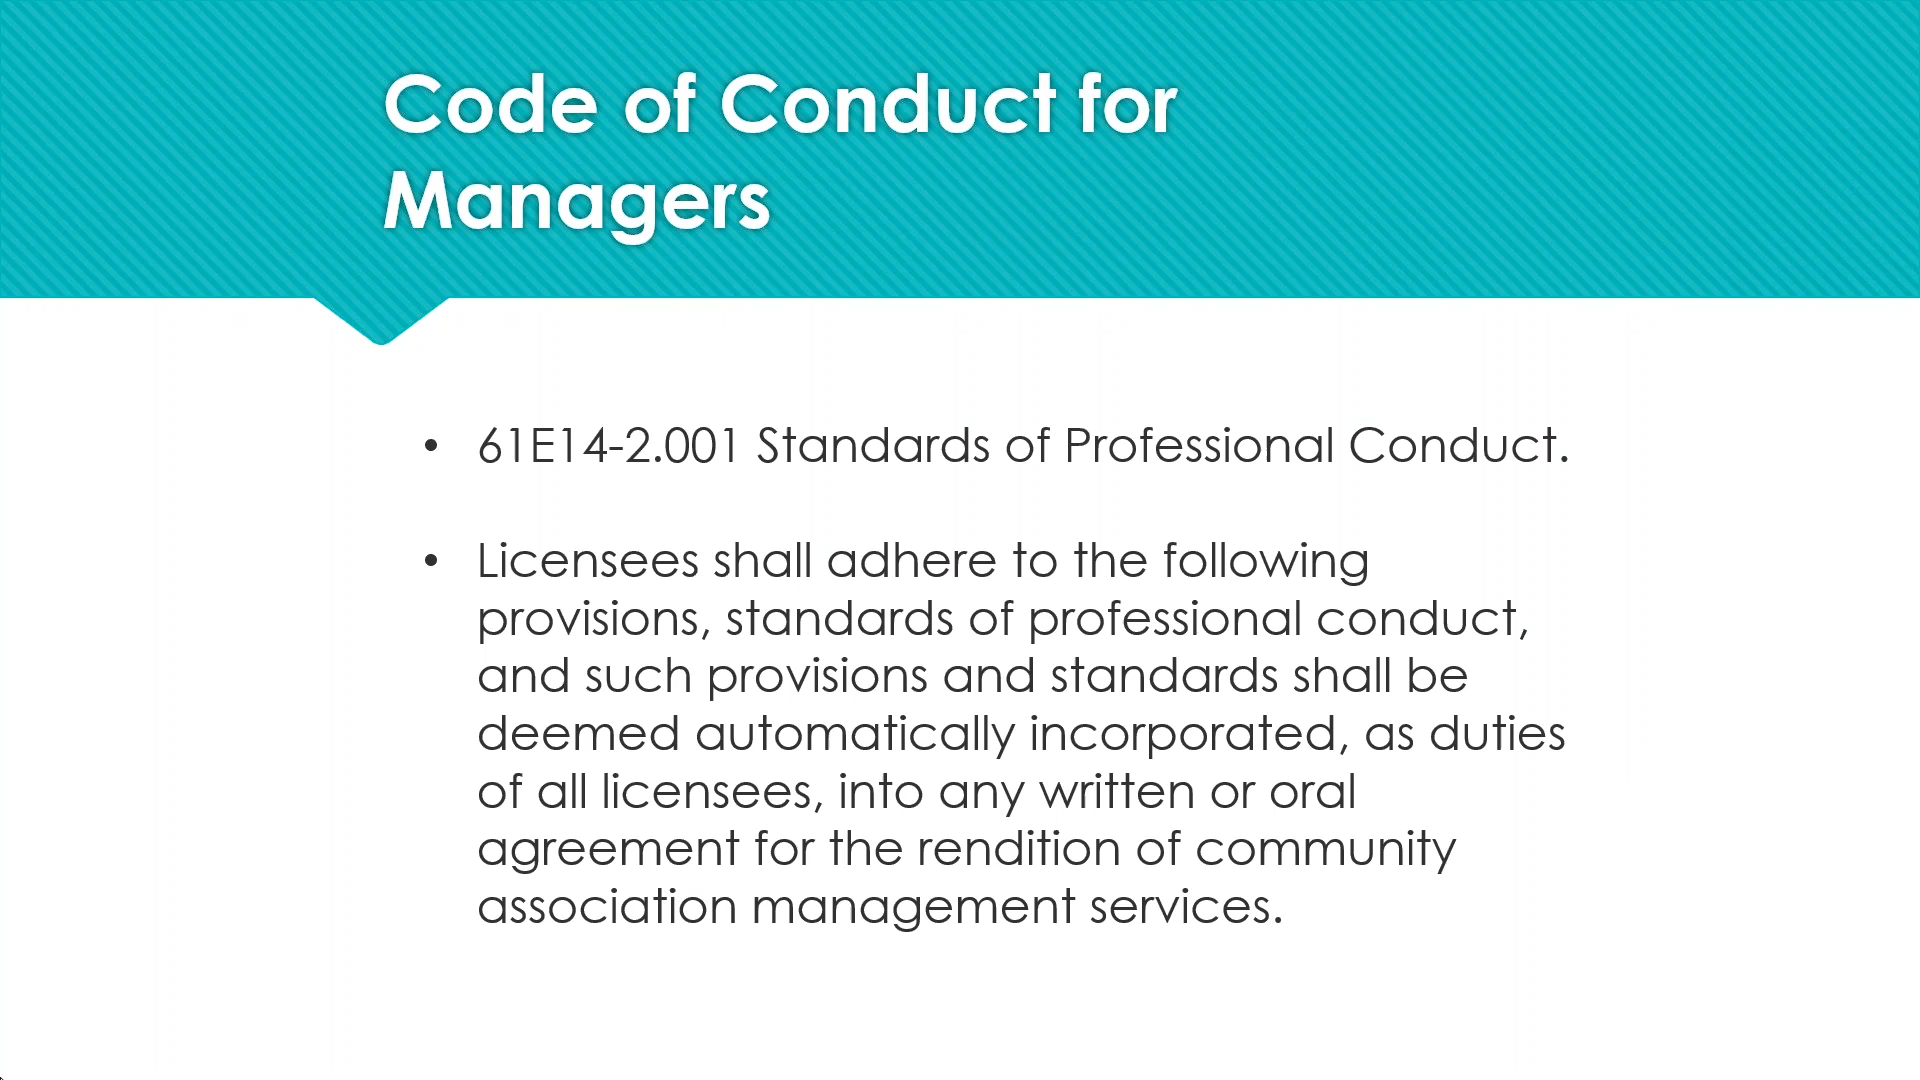 Code of Conduct for
Managers
• 61E14-2.001 Standards of Professional Conduct.
• Licensees shall adhere to the following
provisions, standards of professional conduct,
and such provisions and standards shall be
deemed automatically incorporated, as duties
of all licensees, into any written or oral
agreement for the rendition of community
association management services.